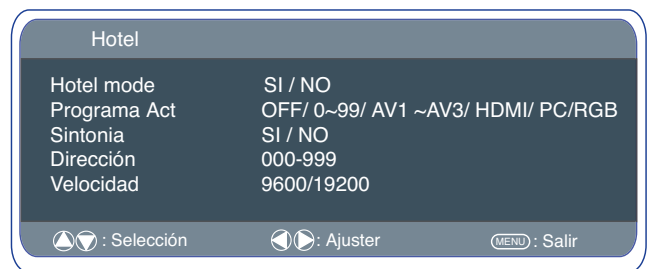 Hotel
Hotel mode SI / NO
Programa Act OFF/ 0~99/ AV1 ~AV3/ HDMI/ PC/RGB
Sintonia SI / NO
Dirección 000-999
Velocidad 9600/19200
: Selección : Ajuster MENU : Salir